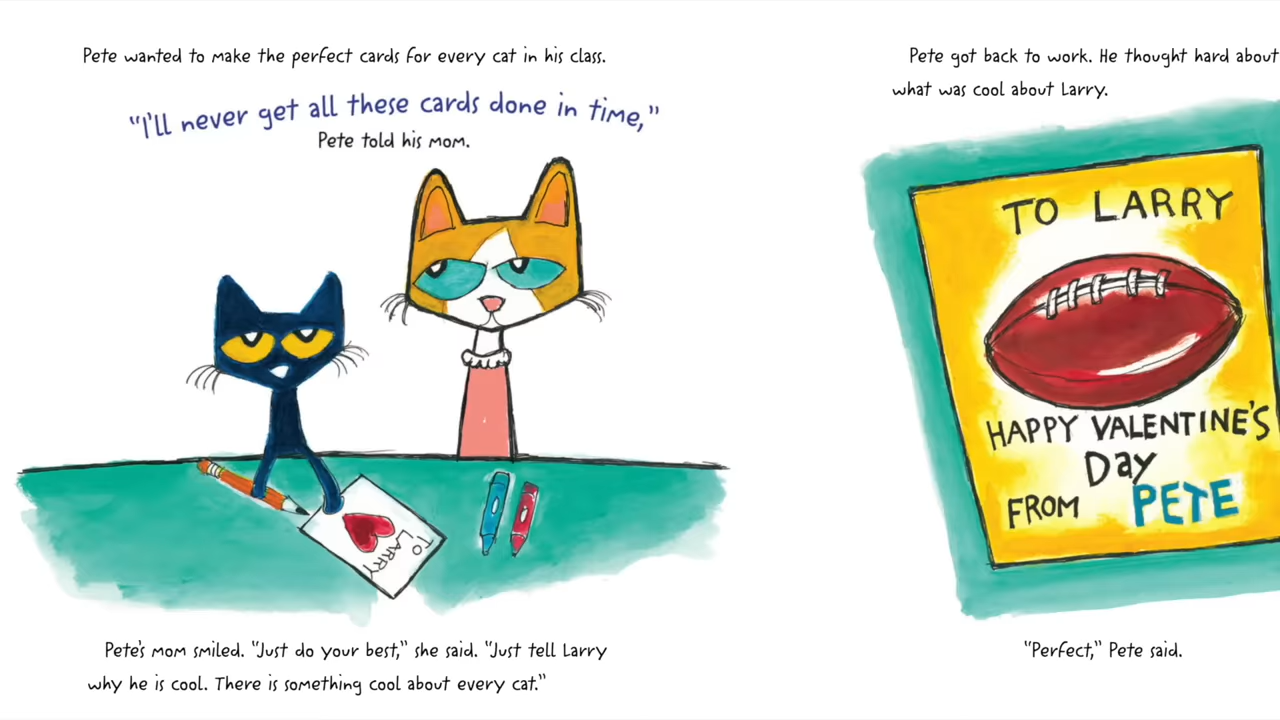 Pete wanted to make the perfect cards for every cat in his class.
"I'll never get all these cards done in time,"
Pete told his mom.
TO
LARRY
Pete's mom smiled. "Just do your best," she said. "Just tell Larry
why he is cool. There is something cool about every cat."
Pete got back to work. He thought hard about
what was cool about Larry.
TO LARRY
HAPPY VALENTINE'S
Day
FROM PETE
"Perfect," Pete said.